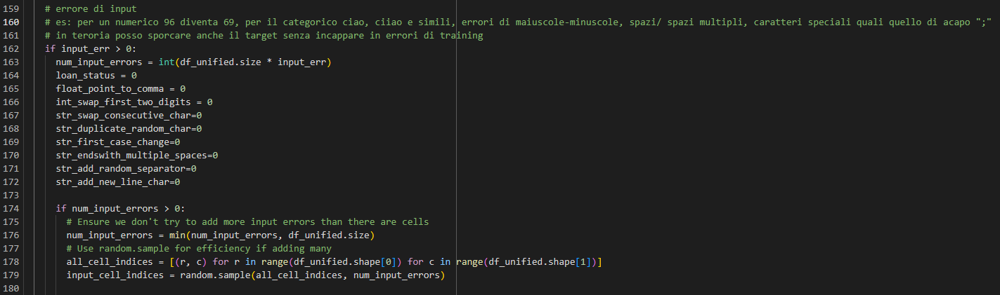 159 # errore di input
160 # es: per un numerico 96 diventa 69, per il categorico ciao, ciiao e simili, errori di maiuscole-minuscole, spazi/ spazi multipli, caratteri speciali quali quello di acapo ";"
161 # in teroria posso sporcare anche il target senza incappare in errori di training
162 if input_err > 0:
163 num_input_errors = int(df_unified.size * input_err)
164 loan_status = 0
165 float_point_to_comma = 0
166 int_swap_first_two_digits = 0
167 str_swap_consecutive_char=0
168 str_duplicate_random_char=0
169 str_first_case_change=0
170 str_endswith_multiple_spaces=0
171 str_add_random_separator=0
172 str_add_new_line_char=0
173
174 if num_input_errors > 0:
175 # Ensure we don't try to add more input errors than there are cells
176 num_input_errors = min(num_input_errors, df_unified.size)
177 # Use random.sample for efficiency if adding many
178 all_cell_indices = [(r, c) for r in range(df_unified.shape[0]) for c in range(df_unified.shape[1])]
179 input_cell_indices = random.sample(all_cell_indices, num_input_errors)
180